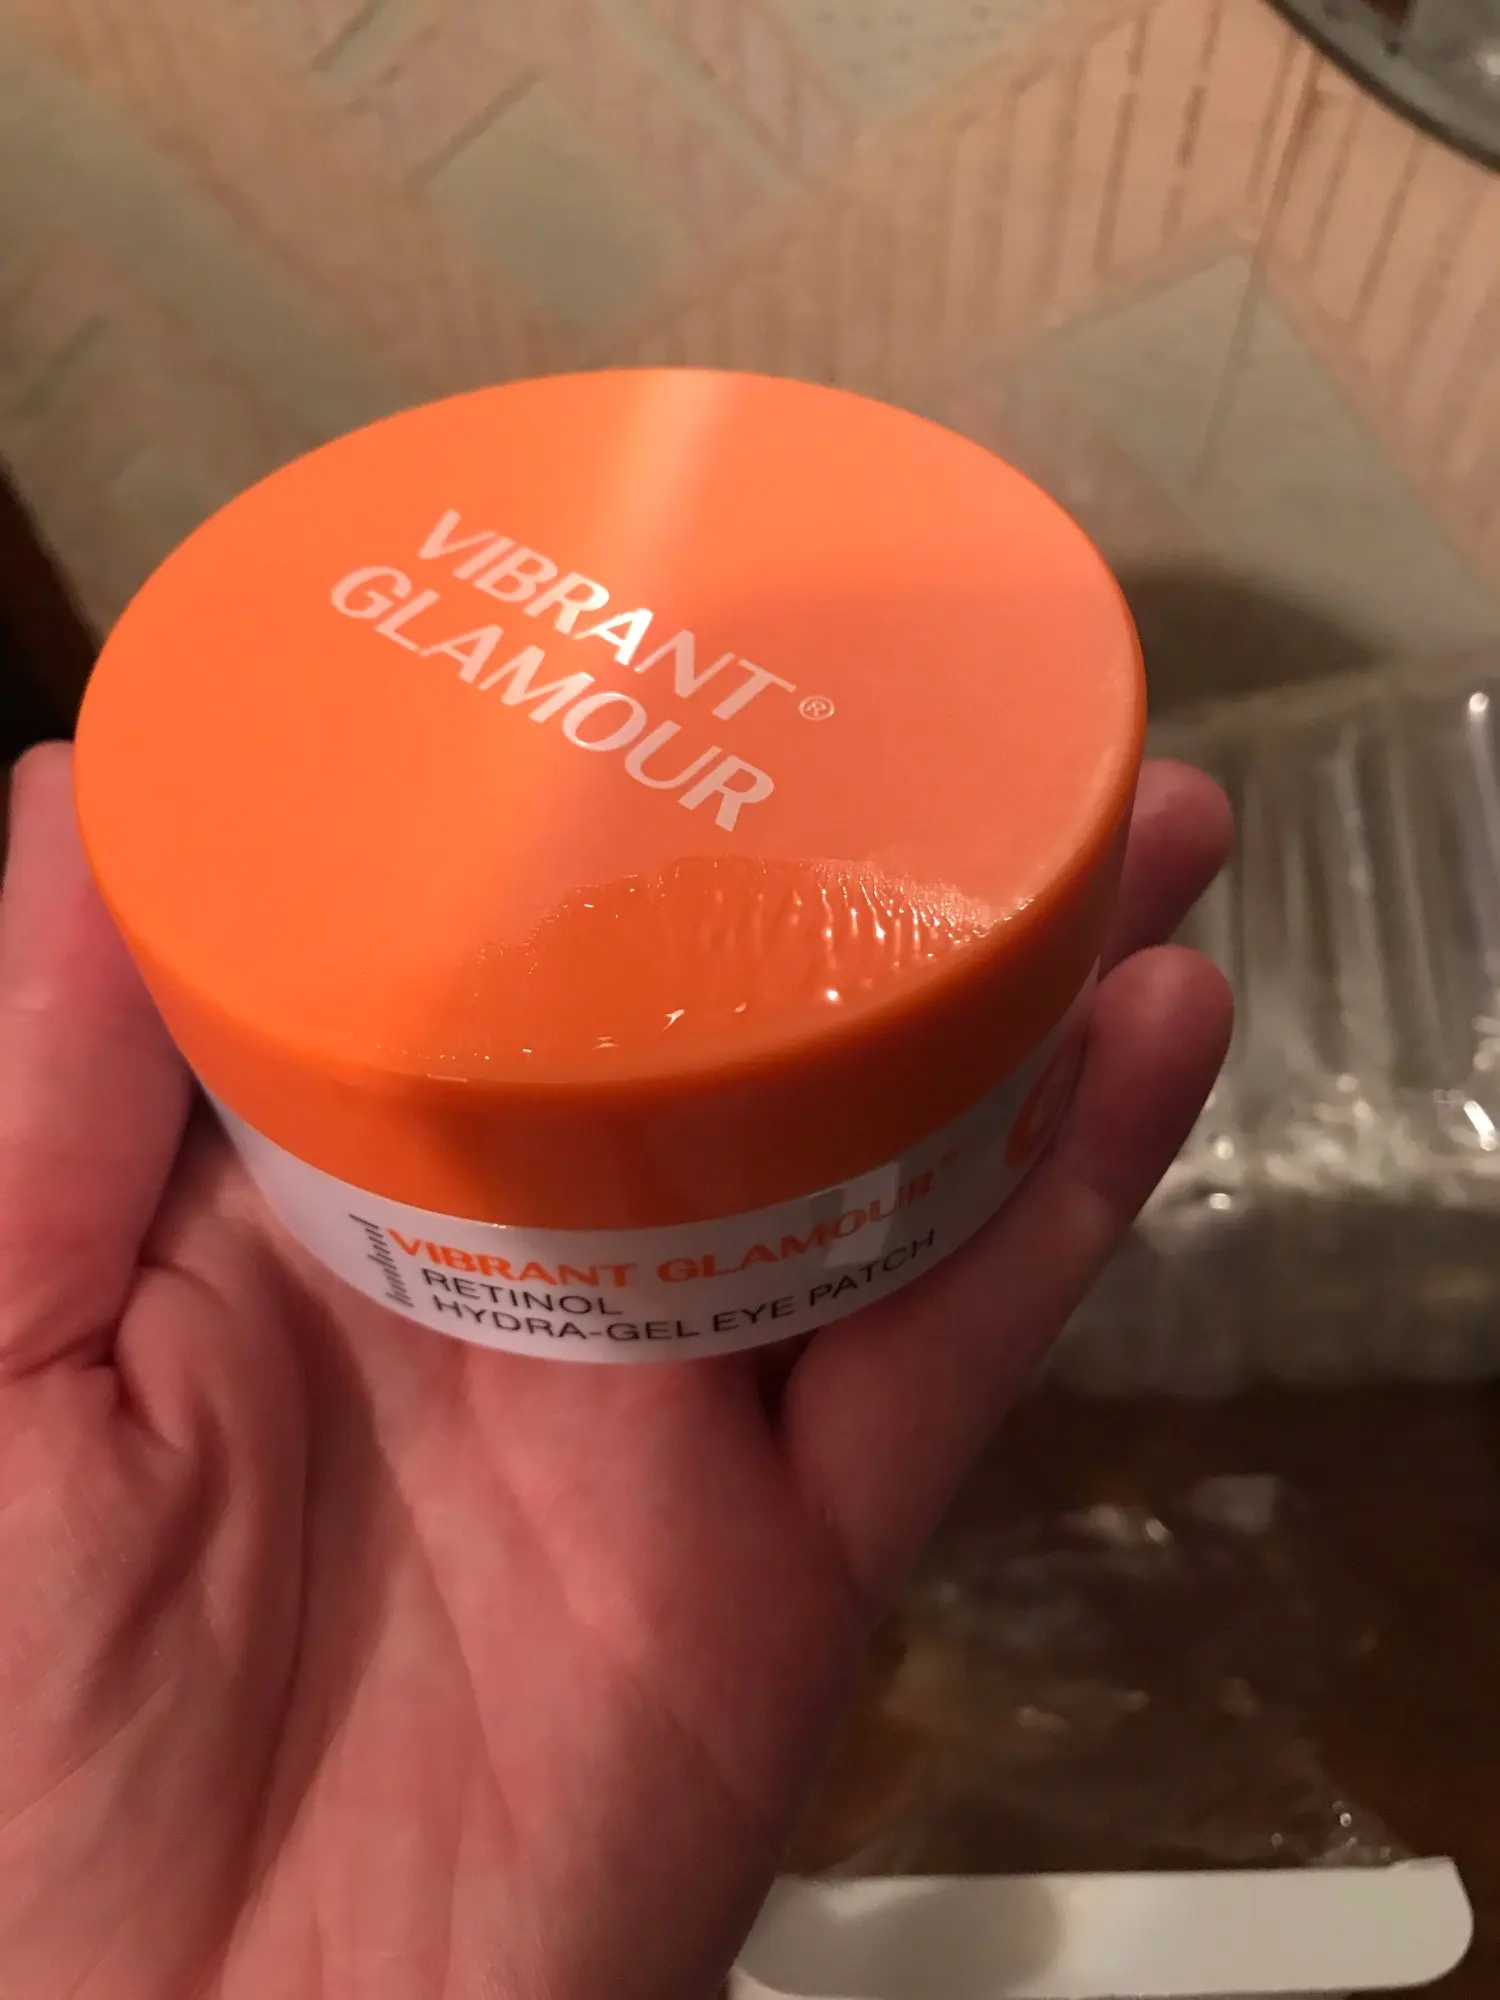 VIBRANT®
GLAMOUR
VIBRANT GLAMOUR®
RETINOL
HYDRA-GEL EYE PATCH